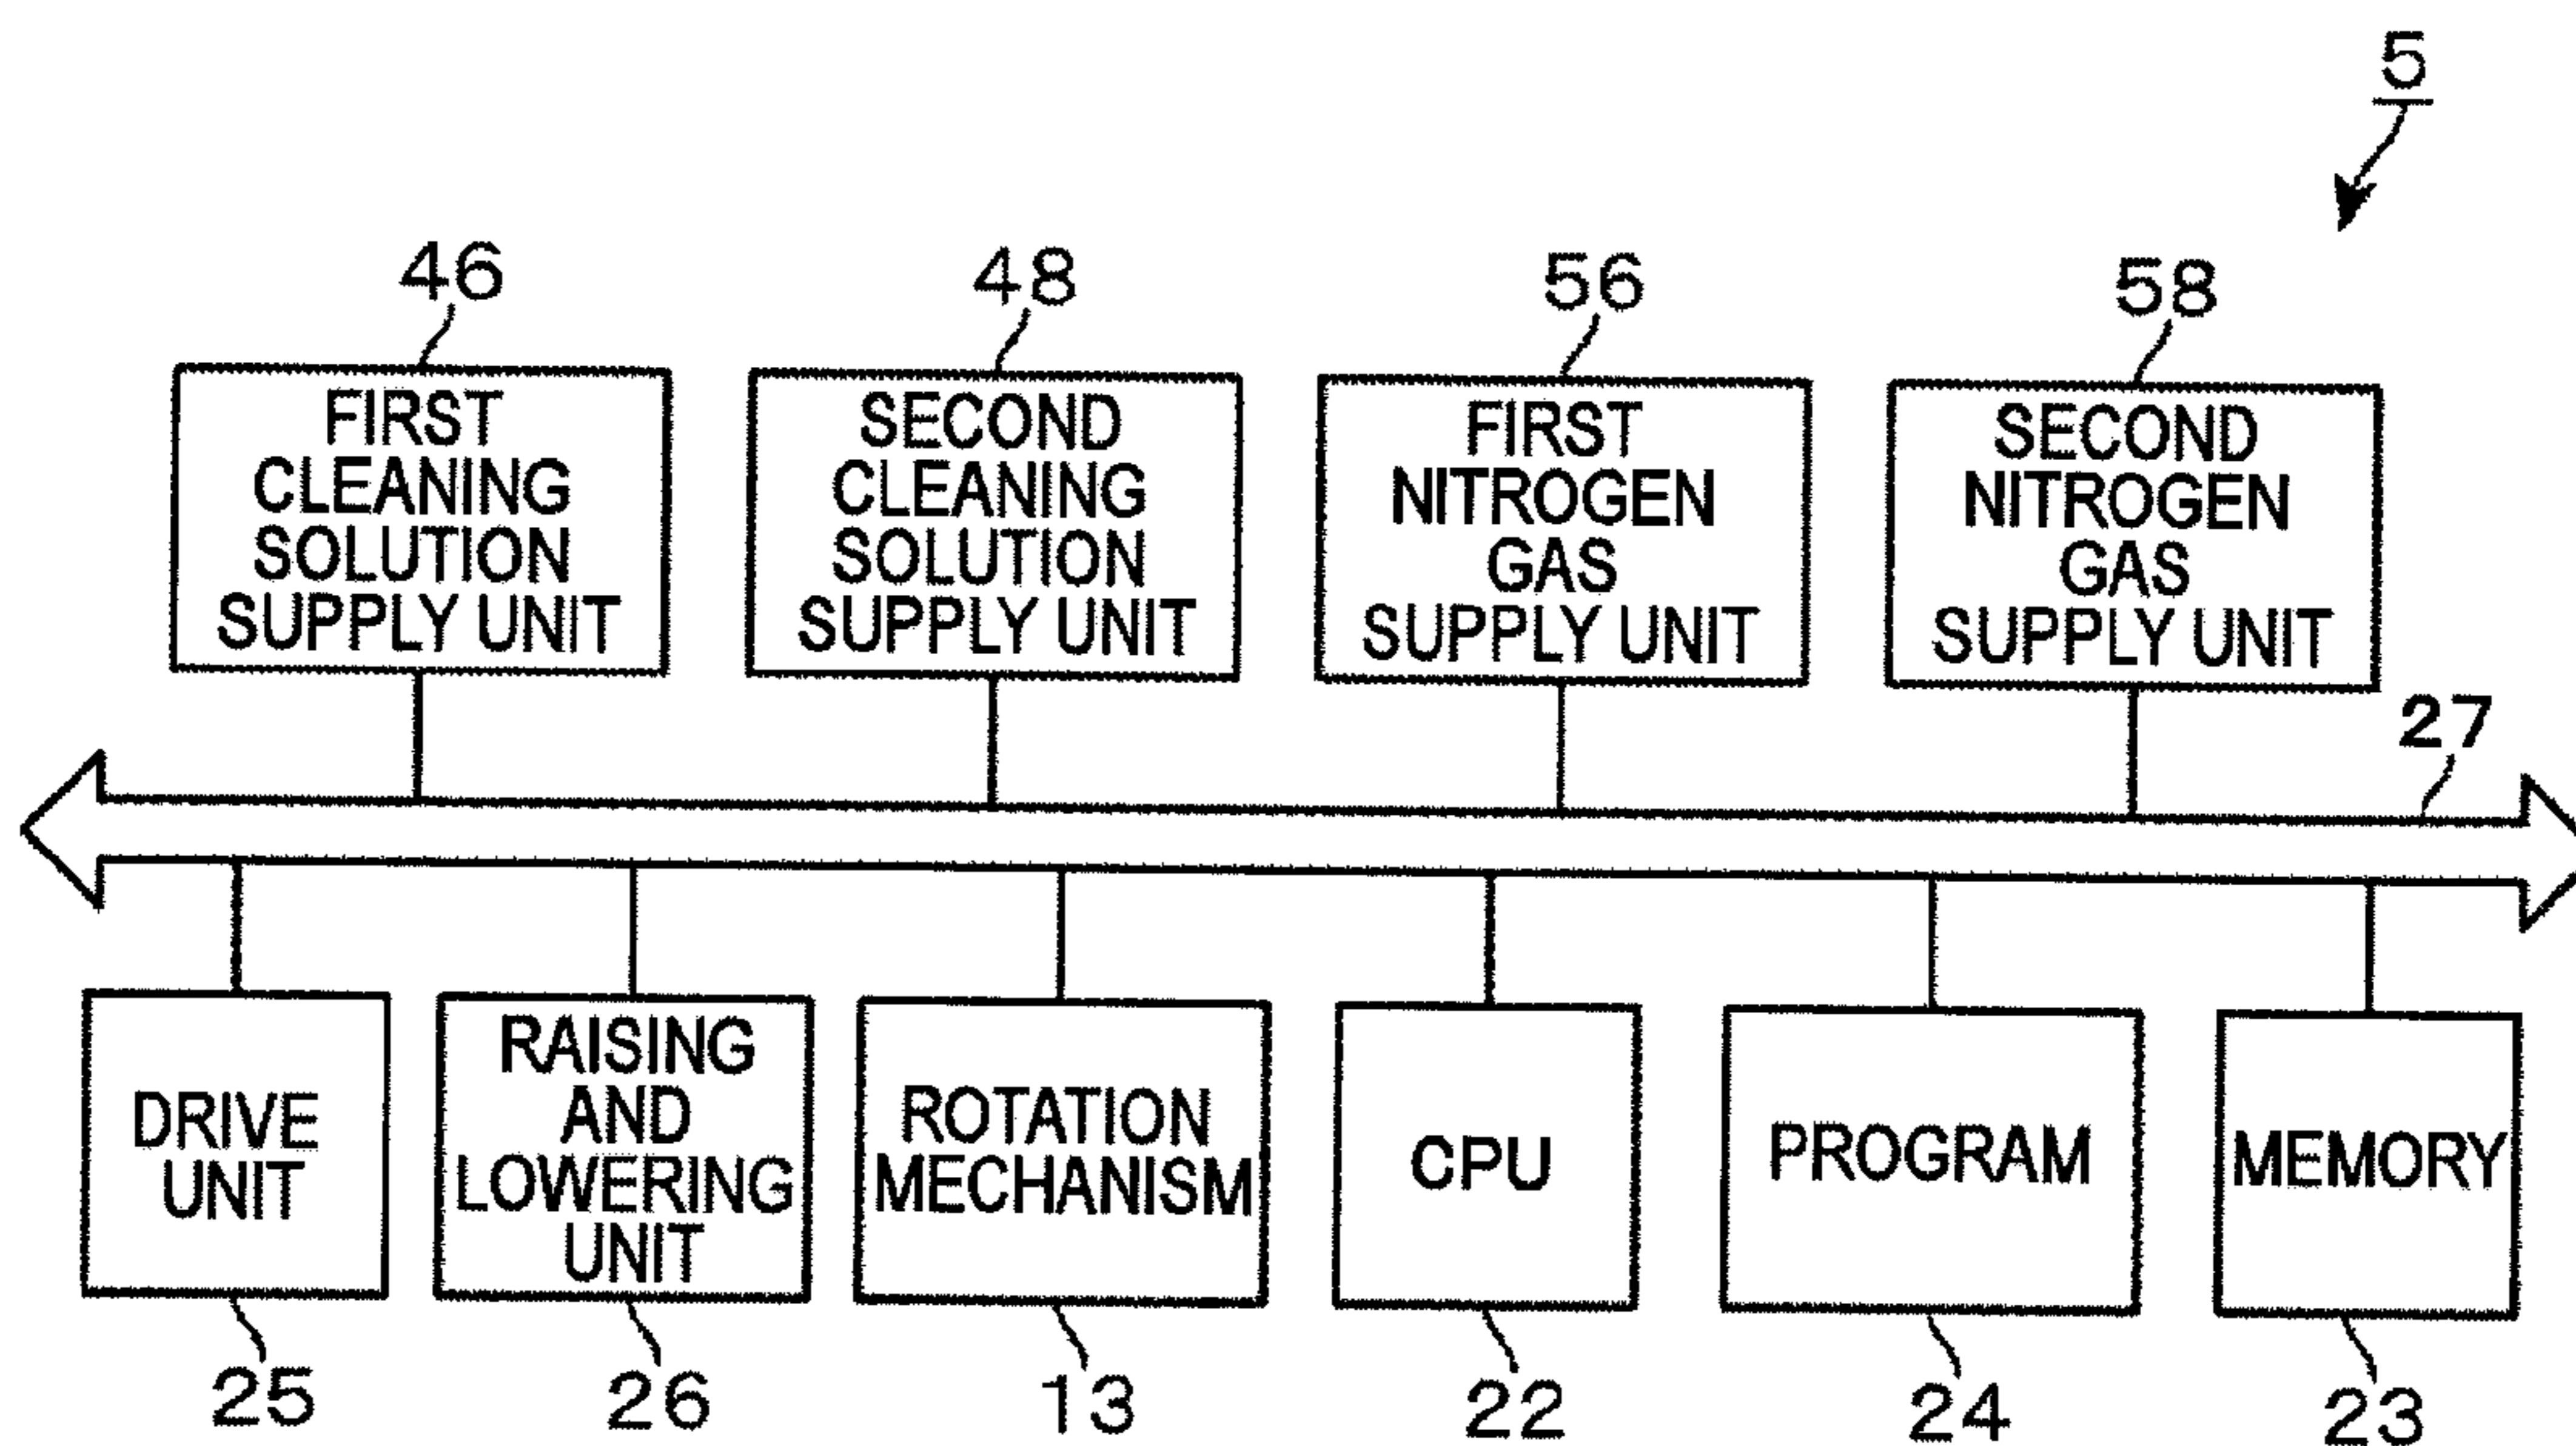 5
46
48
56
58
FIRST
CLEANING
SOLUTION
SUPPLY UNIT
SECOND
CLEANING
SOLUTION
SUPPLY UNIT
FIRST
NITROGEN
GAS
SUPPLY UNIT
SECOND
NITROGEN
GAS
SUPPLY UNIT
27
DRIVE
UNIT
RAISING
AND
LOWERING
UNIT
ROTATION
MECHANISM
CPU
PROGRAM
MEMORY
25
26
13
22
24
23